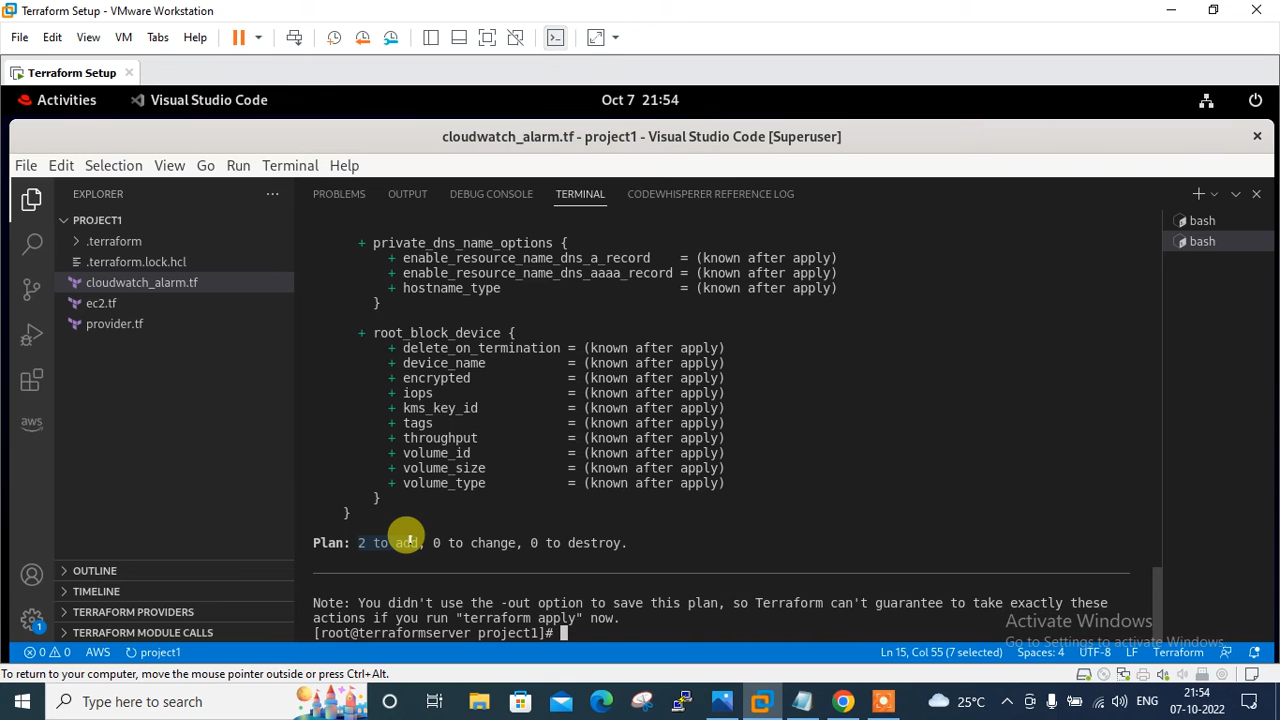 Terraform Setup - VMware Workstation
File Edit View VM Tabs Help
Terraform Setup
Activities Visual Studio Code Oct 7 21:54
cloudwatch_alarm.tf - project1 - Visual Studio Code [Superuser]
File Edit Selection View Go Run Terminal Help
EXPLORER
PROJECT1
.terraform
.terraform.lock.hcl
cloudwatch_alarm.tf
ec2.tf
provider.tf
OUTLINE
TIMELINE
TERRAFORM PROVIDERS
TERRAFORM MODULE CALLS
aws
1
PROBLEMS OUTPUT DEBUG CONSOLE TERMINAL CODEWHISPERER REFERENCE LOG
bash
bash
+ private_dns_name_options {
+ enable_resource_name_dns_a_record = (known after apply)
+ enable_resource_name_dns_aaaa_record = (known after apply)
+ hostname_type = (known after apply)
}
+ root_block_device {
+ delete_on_termination = (known after apply)
+ device_name = (known after apply)
+ encrypted = (known after apply)
+ iops = (known after apply)
+ kms_key_id = (known after apply)
+ tags = (known after apply)
+ throughput = (known after apply)
+ volume_id = (known after apply)
+ volume_size = (known after apply)
+ volume_type = (known after apply)
}
}
Plan: 2 to add, 0 to change, 0 to destroy.
Note: You didn't use the -out option to save this plan, so Terraform can't guarantee to take exactly these
actions if you run "terraform apply" now.
[root@terraformserver project1]#
Activate Windows
Go to Settings to activate Windows.
0 0 AWS project1 Ln 15, Col 55 (7 selected) Spaces: 4 UTF-8 LF Terraform
To return to your computer, move the mouse pointer outside or press Ctrl+Alt.
Type here to search 25°C ENG 21:54
07-10-2022